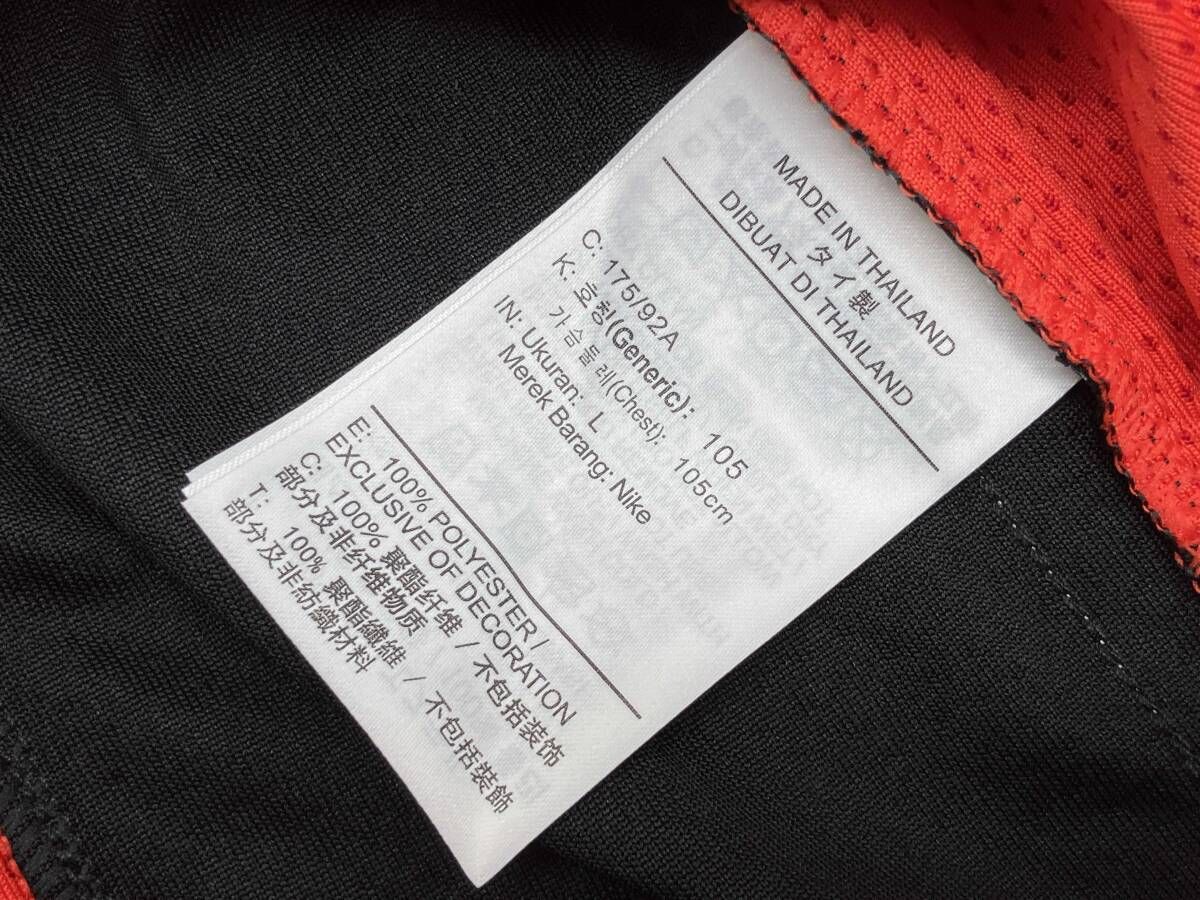 MADE IN THAILAND
タイ製
DIBUAT DI THAILAND
C: 175/92A
K: 호칭(Generic): 105
가슴둘레(Chest): 105cm
IN: Ukuran: L
Merek Barang: Nike
E: 100% POLYESTER/
EXCLUSIVE OF DECORATION
C: 100% 聚酯纤维 / 不包括装饰
部分及非纤维物质
T: 100% 聚酯纖維 / 不包括裝飾
部分及非紡織材料